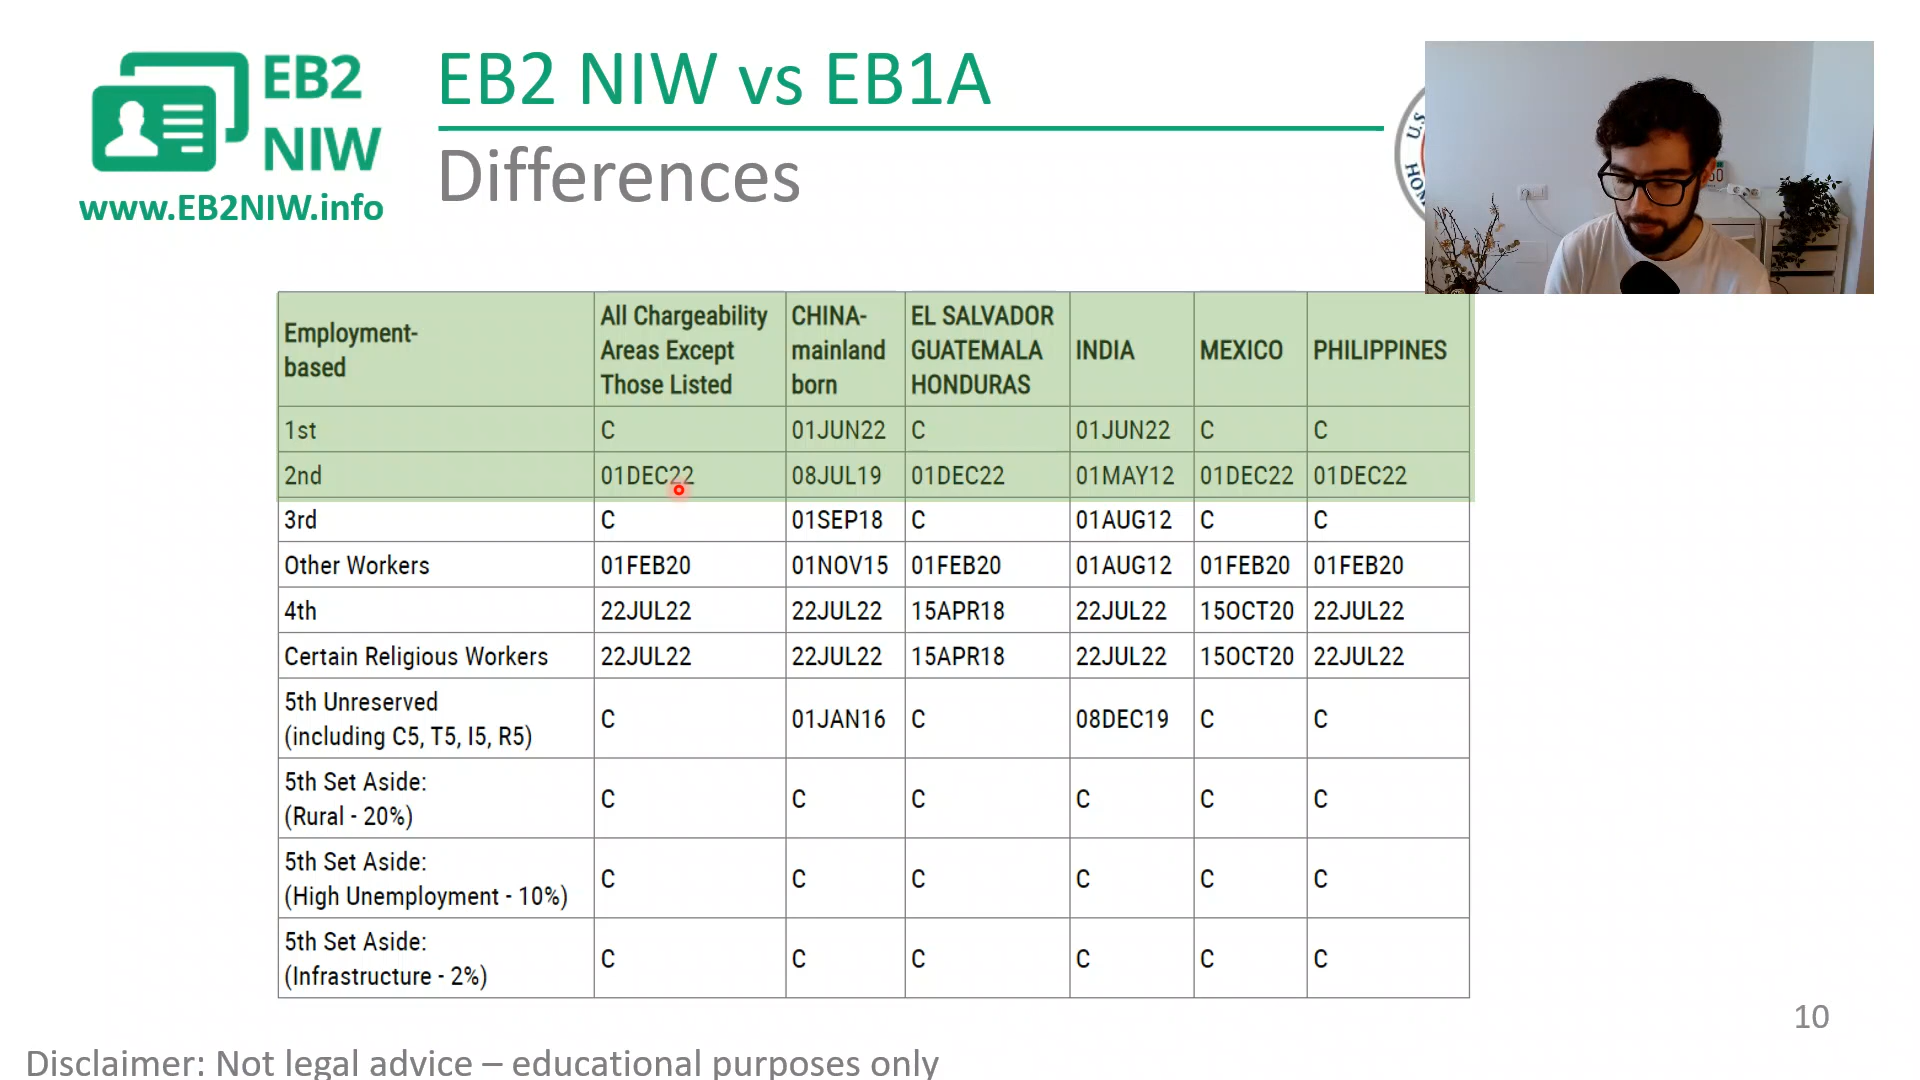 EB2
NIW
www.EB2NIW.info
EB2 NIW vs EB1A
Differences
U.S.
HOM
Employment-
based
All Chargeability
Areas Except
Those Listed
CHINA-
mainland
born
EL SALVADOR
GUATEMALA
HONDURAS
INDIA
MEXICO
PHILIPPINES
1st C 01JUN22 C 01JUN22 C C
2nd 01DEC22 08JUL19 01DEC22 01MAY12 01DEC22 01DEC22
3rd C 01SEP18 C 01AUG12 C C
Other Workers 01FEB20 01NOV15 01FEB20 01AUG12 01FEB20 01FEB20
4th 22JUL22 22JUL22 15APR18 22JUL22 15OCT20 22JUL22
Certain Religious Workers 22JUL22 22JUL22 15APR18 22JUL22 15OCT20 22JUL22
5th Unreserved
(including C5, T5, I5, R5)
C 01JAN16 C 08DEC19 C C
5th Set Aside:
(Rural - 20%)
C C C C C C
5th Set Aside:
(High Unemployment - 10%)
C C C C C C
5th Set Aside:
(Infrastructure - 2%)
C C C C C C
10
Disclaimer: Not legal advice – educational purposes only